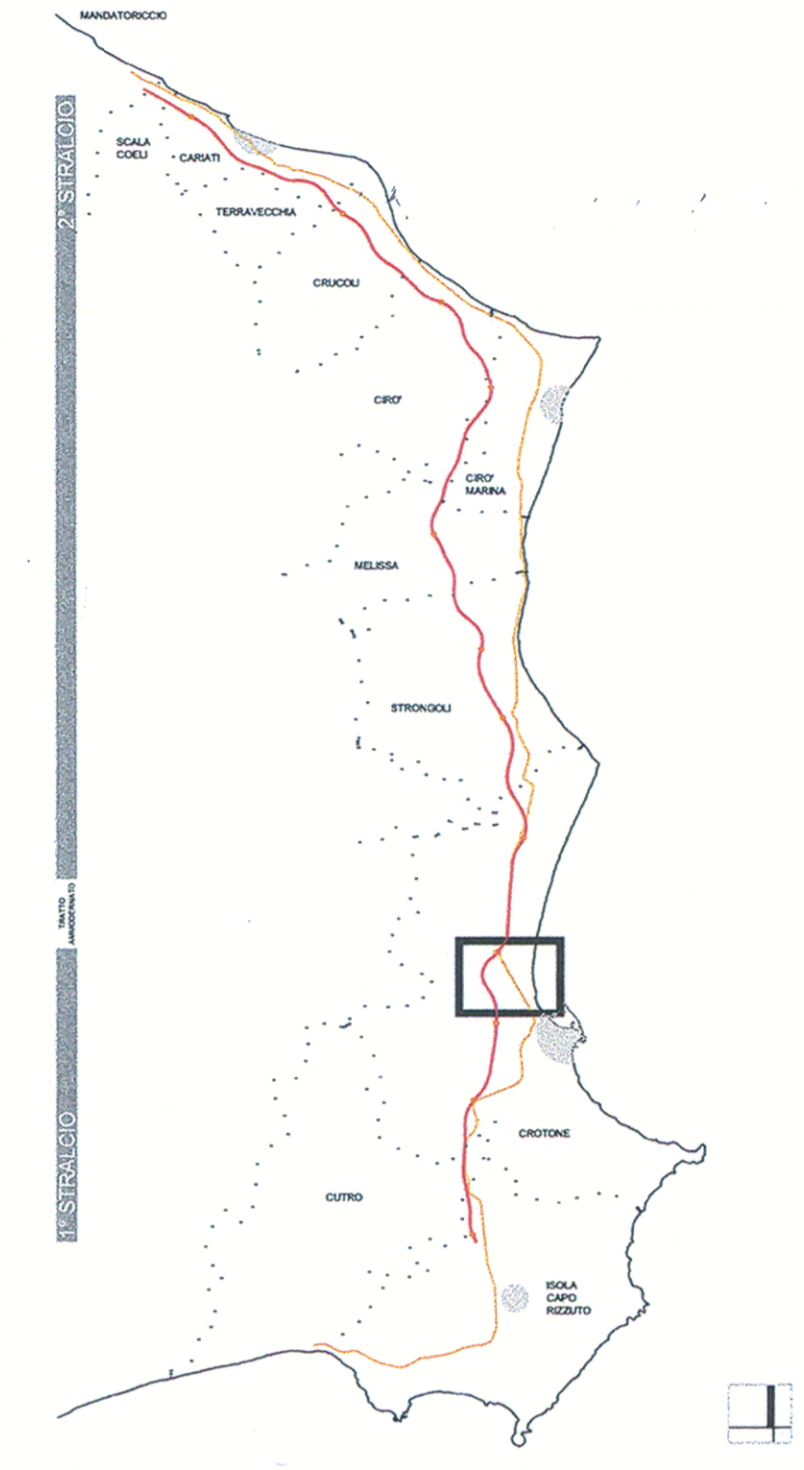 MANDATORICCIO
2° STRALCIO
SCALA
COELI
CARIATI
TERRAVECCHIA
CRUCOLI
CIRO'
CIRO'
MARINA
MELISSA
STRONGOLI
TRATTO
AMMODERNATO
1° STRALCIO
CROTONE
CUTRO
ISOLA
CAPO
RIZZUTO